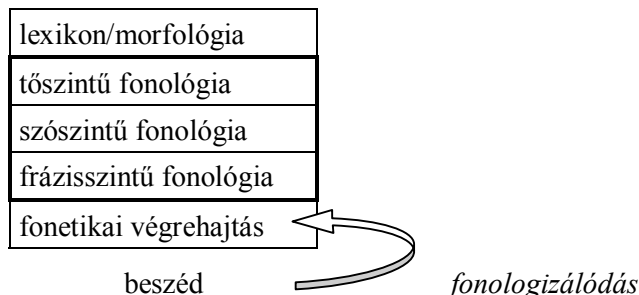 lexikon/morfológia
tőszintű fonológia
szószintű fonológia
frázisszintű fonológia
fonetikai végrehajtás
beszéd fonologizálódás